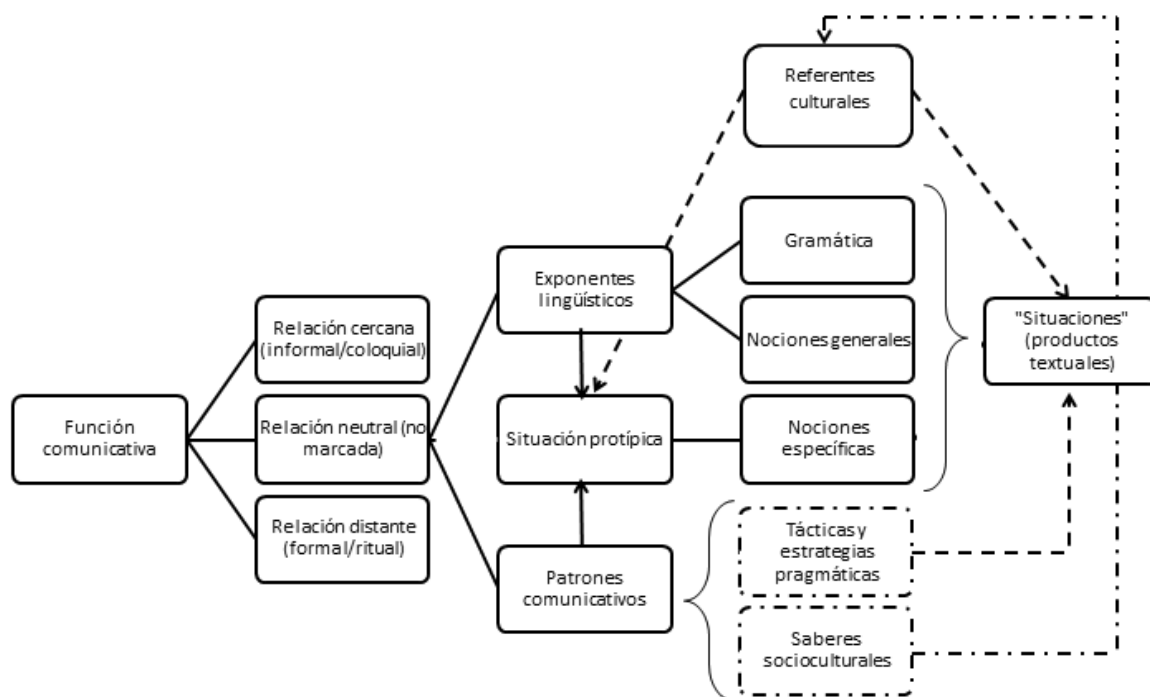 Referentes
culturales
Gramática
Exponentes
lingüísticos
Relación cercana
(informal/coloquial)
Nociones generales
"Situaciones"
(productos
textuales)
Función
comunicativa
Relación neutral (no
marcada)
Situación protípica
Nociones
específicas
Relación distante
(formal/ritual)
Tácticas y
estrategias
pragmáticas
Patrones
comunicativos
Saberes
socioculturales